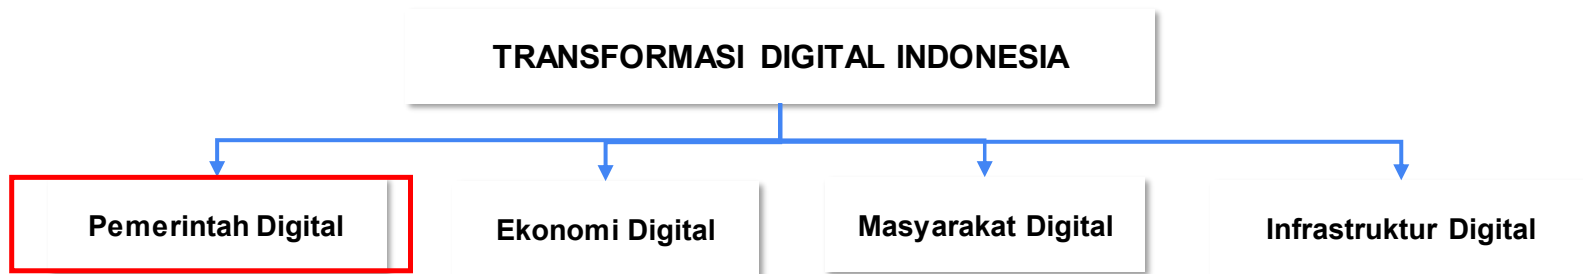 TRANSFORMASI DIGITAL INDONESIA
Pemerintah Digital
Ekonomi Digital
Masyarakat Digital
Infrastruktur Digital